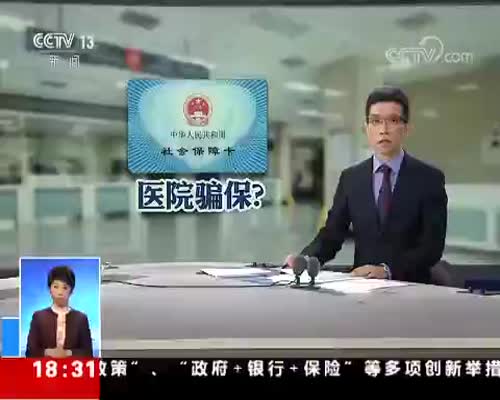 CCTV 13
新闻
CCTV.com
中华人民共和国
社会保障卡
医院骗保?
18:31
政策”、“政府+银行+保险”等多项创新举措